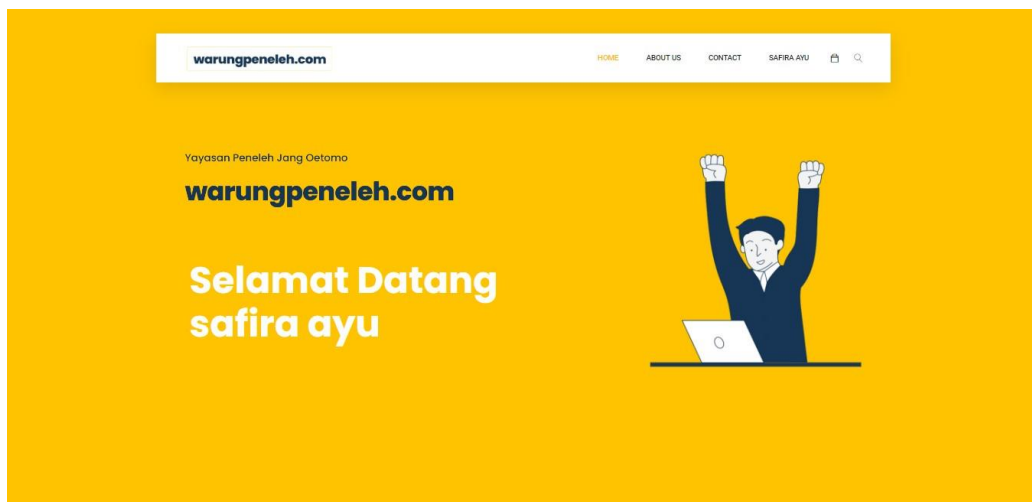 warungpeneleh.com
HOME ABOUT US CONTACT SAFIRA AYU
Yayasan Peneleh Jang Oetomo
warungpeneleh.com
Selamat Datang
safira ayu